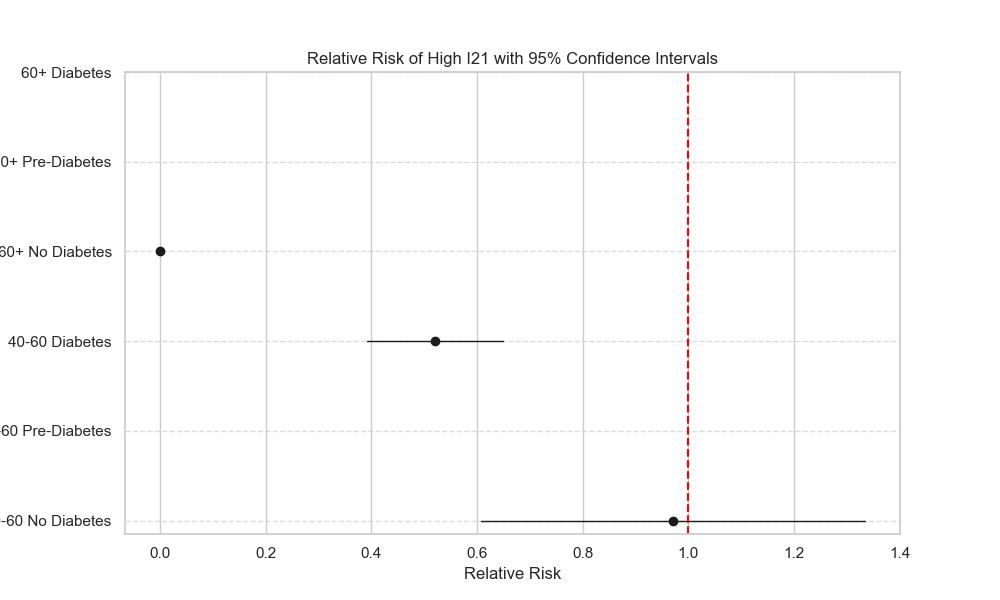 Relative Risk of High I21 with 95% Confidence Intervals
60+ Diabetes
0+ Pre-Diabetes
60+ No Diabetes
40-60 Diabetes
-60 Pre-Diabetes
-60 No Diabetes
0.0 0.2 0.4 0.6 0.8 1.0 1.2 1.4
Relative Risk